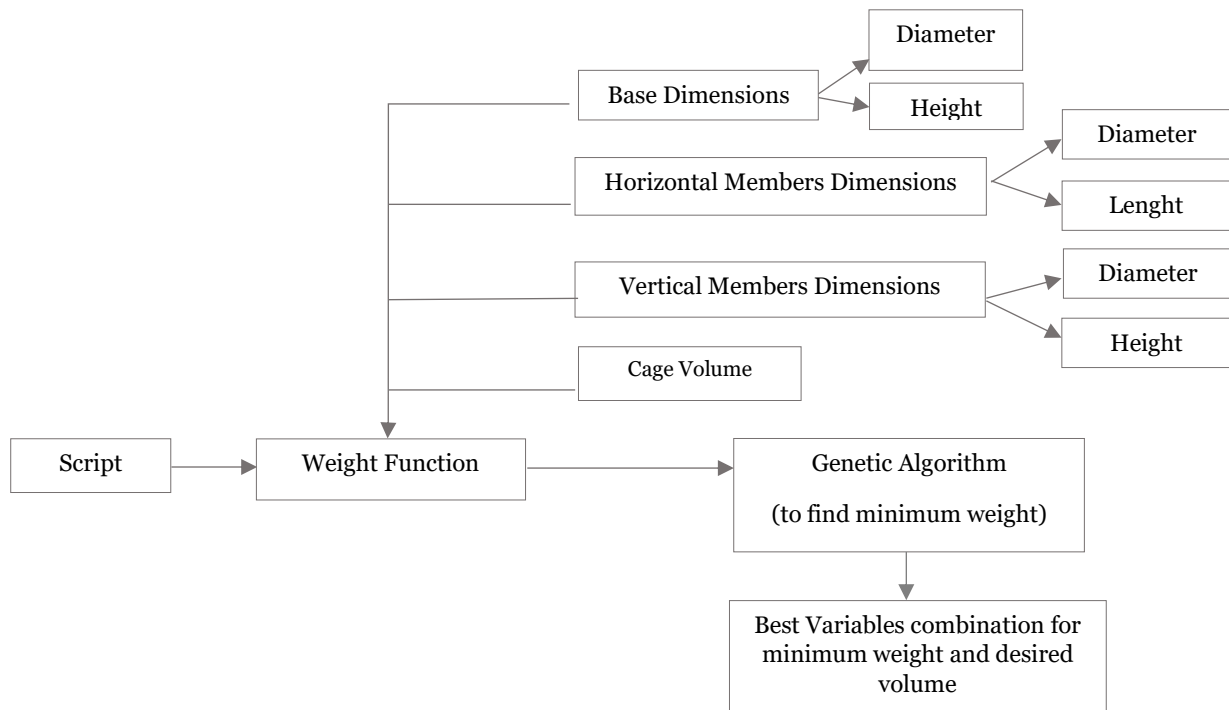 Diameter
Base Dimensions
Height
Diameter
Horizontal Members Dimensions
Lenght
Diameter
Vertical Members Dimensions
Height
Cage Volume
Script
Weight Function
Genetic Algorithm
(to find minimum weight)
Best Variables combination for
minimum weight and desired
volume